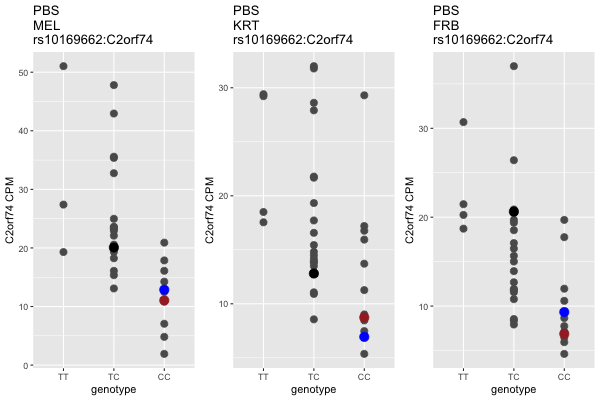 PBS
MEL
rs10169662:C2orf74
C2orf74 CPM
50
40
30
20
10
0
TT TC CC
genotype
PBS
KRT
rs10169662:C2orf74
C2orf74 CPM
30
20
10
TT TC CC
genotype
PBS
FRB
rs10169662:C2orf74
C2orf74 CPM
30
20
10
TT TC CC
genotype